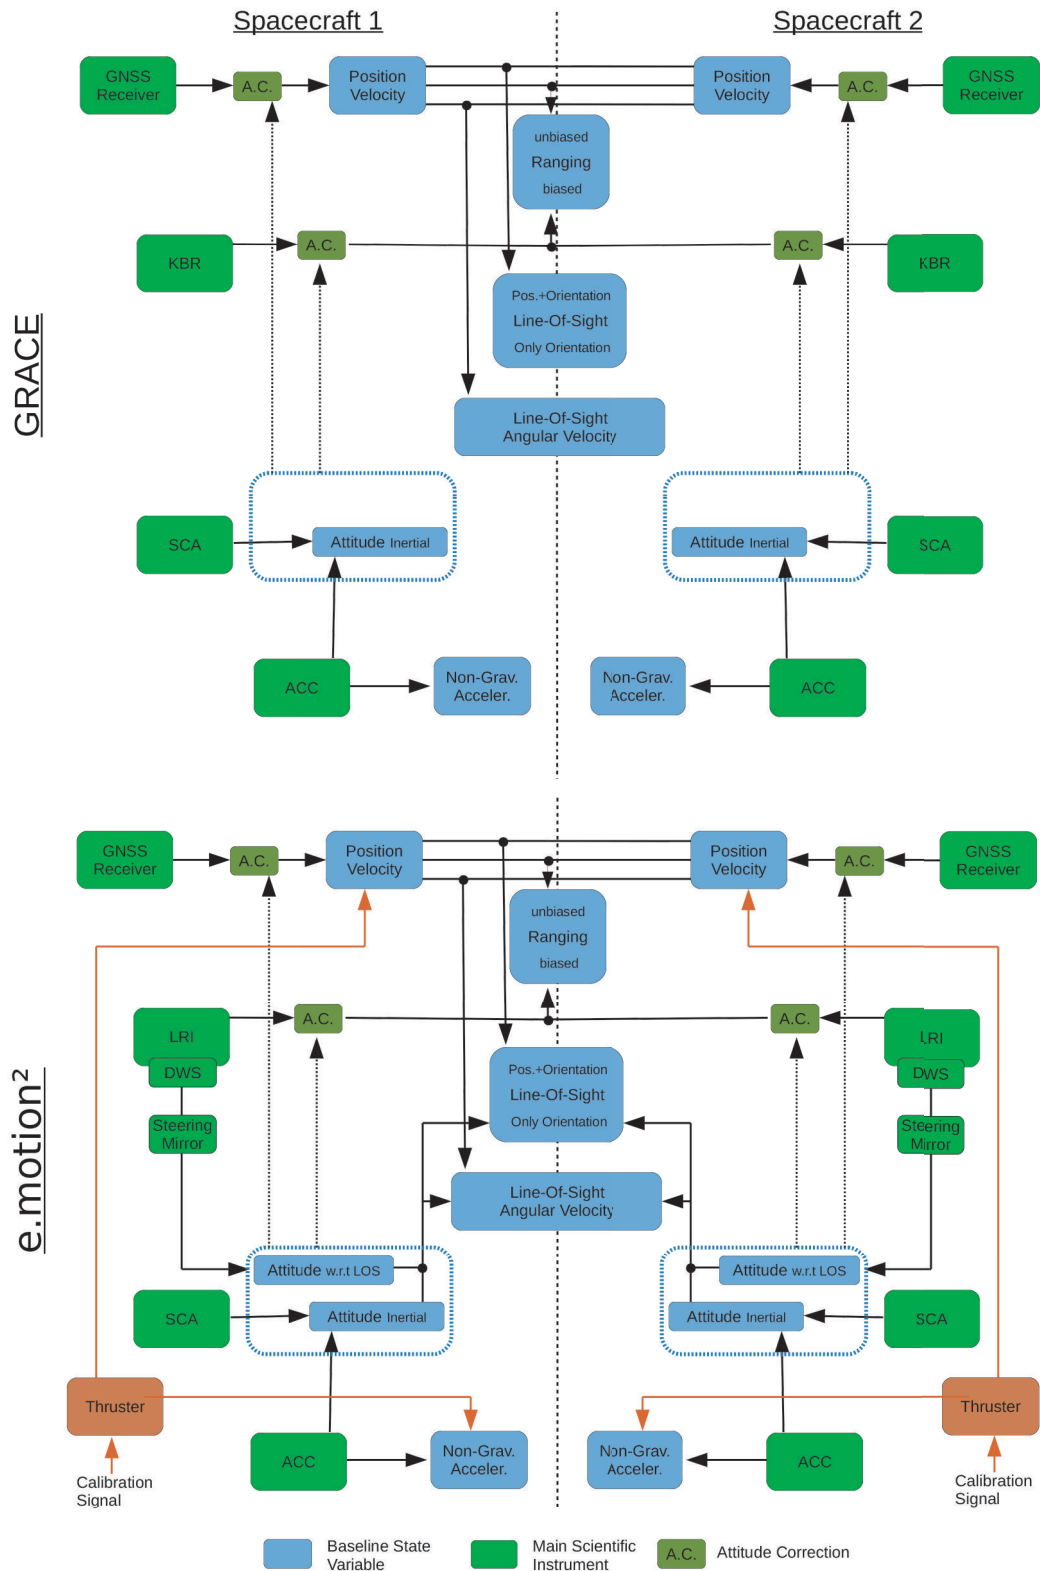 Spacecraft 1
Spacecraft 2
GNSS
Receiver
A.C.
Position
Velocity
Position
Velocity
A.C.
GNSS
Receiver
unbiased
Ranging
biased
KBR
A.C.
A.C.
KBR
GRACE
Pos.+Orientation
Line-Of-Sight
Only Orientation
Line-Of-Sight
Angular Velocity
SCA
Attitude Inertial
Attitude Inertial
SCA
ACC
Non-Grav.
Acceler.
Non-Grav.
Acceler.
ACC
GNSS
Receiver
A.C.
Position
Velocity
Position
Velocity
A.C.
GNSS
Receiver
unbiased
Ranging
biased
LRI
A.C.
A.C.
LRI
DWS
DWS
Steering
Mirror
Steering
Mirror
e.motion²
Pos.+Orientation
Line-Of-Sight
Only Orientation
Line-Of-Sight
Angular Velocity
Attitude w.r.t LOS
Attitude w.r.t LOS
SCA
Attitude Inertial
Attitude Inertial
SCA
Thruster
Thruster
ACC
Non-Grav.
Acceler.
Non-Grav.
Acceler.
ACC
Calibration
Signal
Calibration
Signal
Baseline State
Variable
Main Scientific
Instrument
A.C.
Attitude Correction